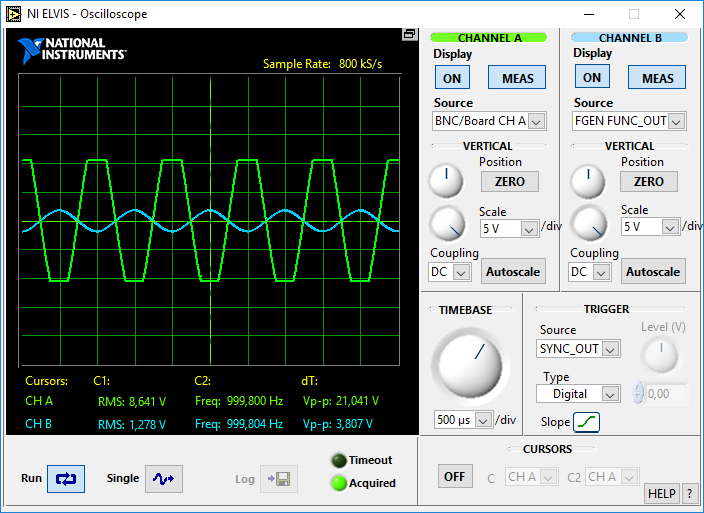 NI ELVIS - Oscilloscope
NATIONAL
INSTRUMENTS™
Sample Rate: 800 kS/s
Cursors: C1: C2: dT:
CH A RMS: 8,641 V Freq: 999,800 Hz Vp-p: 21,041 V
CH B RMS: 1,278 V Freq: 999,804 Hz Vp-p: 3,807 V
Run
Single
Log
Timeout
Acquired
CHANNEL A
Display
ON MEAS
Source
BNC/Board CH A
VERTICAL
Position
ZERO
Scale
5 V /div
Coupling
DC Autoscale
CHANNEL B
Display
ON MEAS
Source
FGEN FUNC_OUT
VERTICAL
Position
ZERO
Scale
5 V /div
Coupling
DC Autoscale
TIMEBASE
500 µs /div
TRIGGER
Source
SYNC_OUT
Level (V)
Type
Digital
0,00
Slope
CURSORS
OFF C CH A C2 CH A
HELP ?